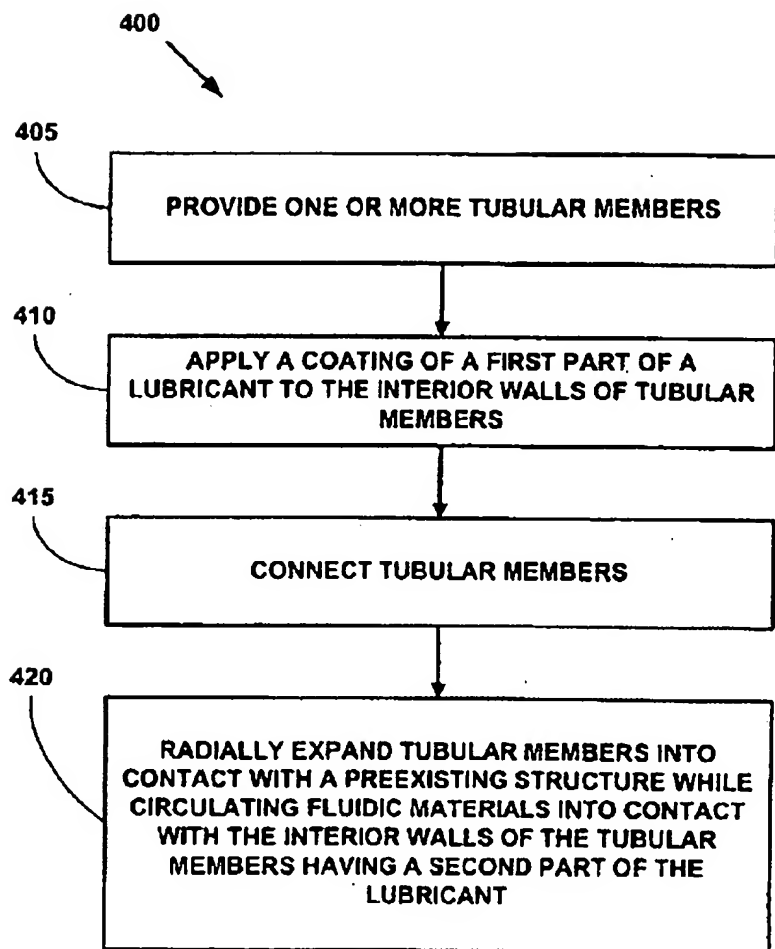 400
405
PROVIDE ONE OR MORE TUBULAR MEMBERS
410
APPLY A COATING OF A FIRST PART OF A
LUBRICANT TO THE INTERIOR WALLS OF TUBULAR
MEMBERS
415
CONNECT TUBULAR MEMBERS
420
RADIALLY EXPAND TUBULAR MEMBERS INTO
CONTACT WITH A PREEXISTING STRUCTURE WHILE
CIRCULATING FLUIDIC MATERIALS INTO CONTACT
WITH THE INTERIOR WALLS OF THE TUBULAR
MEMBERS HAVING A SECOND PART OF THE
LUBRICANT